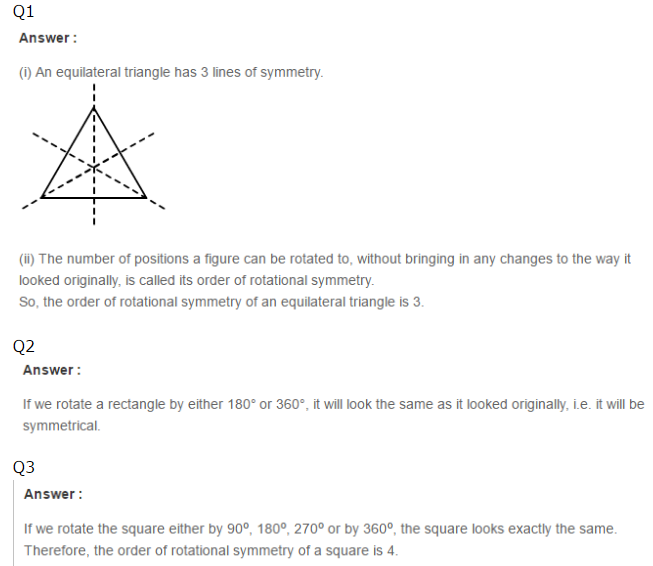 Q1
Answer :
(i) An equilateral triangle has 3 lines of symmetry.
(ii) The number of positions a figure can be rotated to, without bringing in any changes to the way it
looked originally, is called its order of rotational symmetry.
So, the order of rotational symmetry of an equilateral triangle is 3.
Q2
Answer :
If we rotate a rectangle by either 180° or 360°, it will look the same as it looked originally, i.e. it will be
symmetrical.
Q3
Answer :
If we rotate the square either by 90⁰, 180⁰, 270⁰ or by 360⁰, the square looks exactly the same.
Therefore, the order of rotational symmetry of a square is 4.